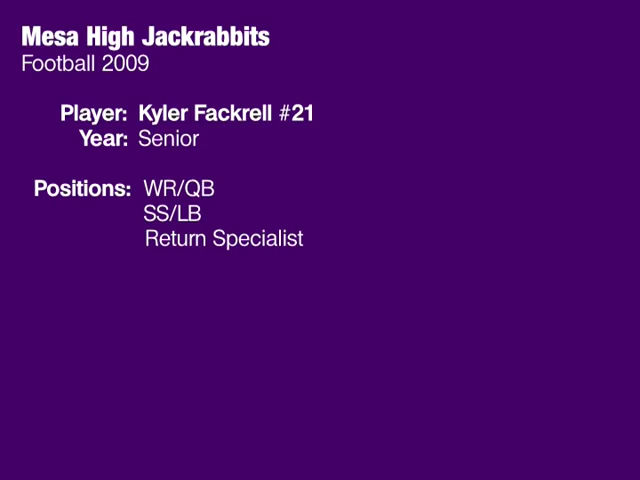 Mesa High Jackrabbits
Football 2009
Player: Kyler Fackrell #21
Year: Senior
Positions: WR/QB
SS/LB
Return Specialist